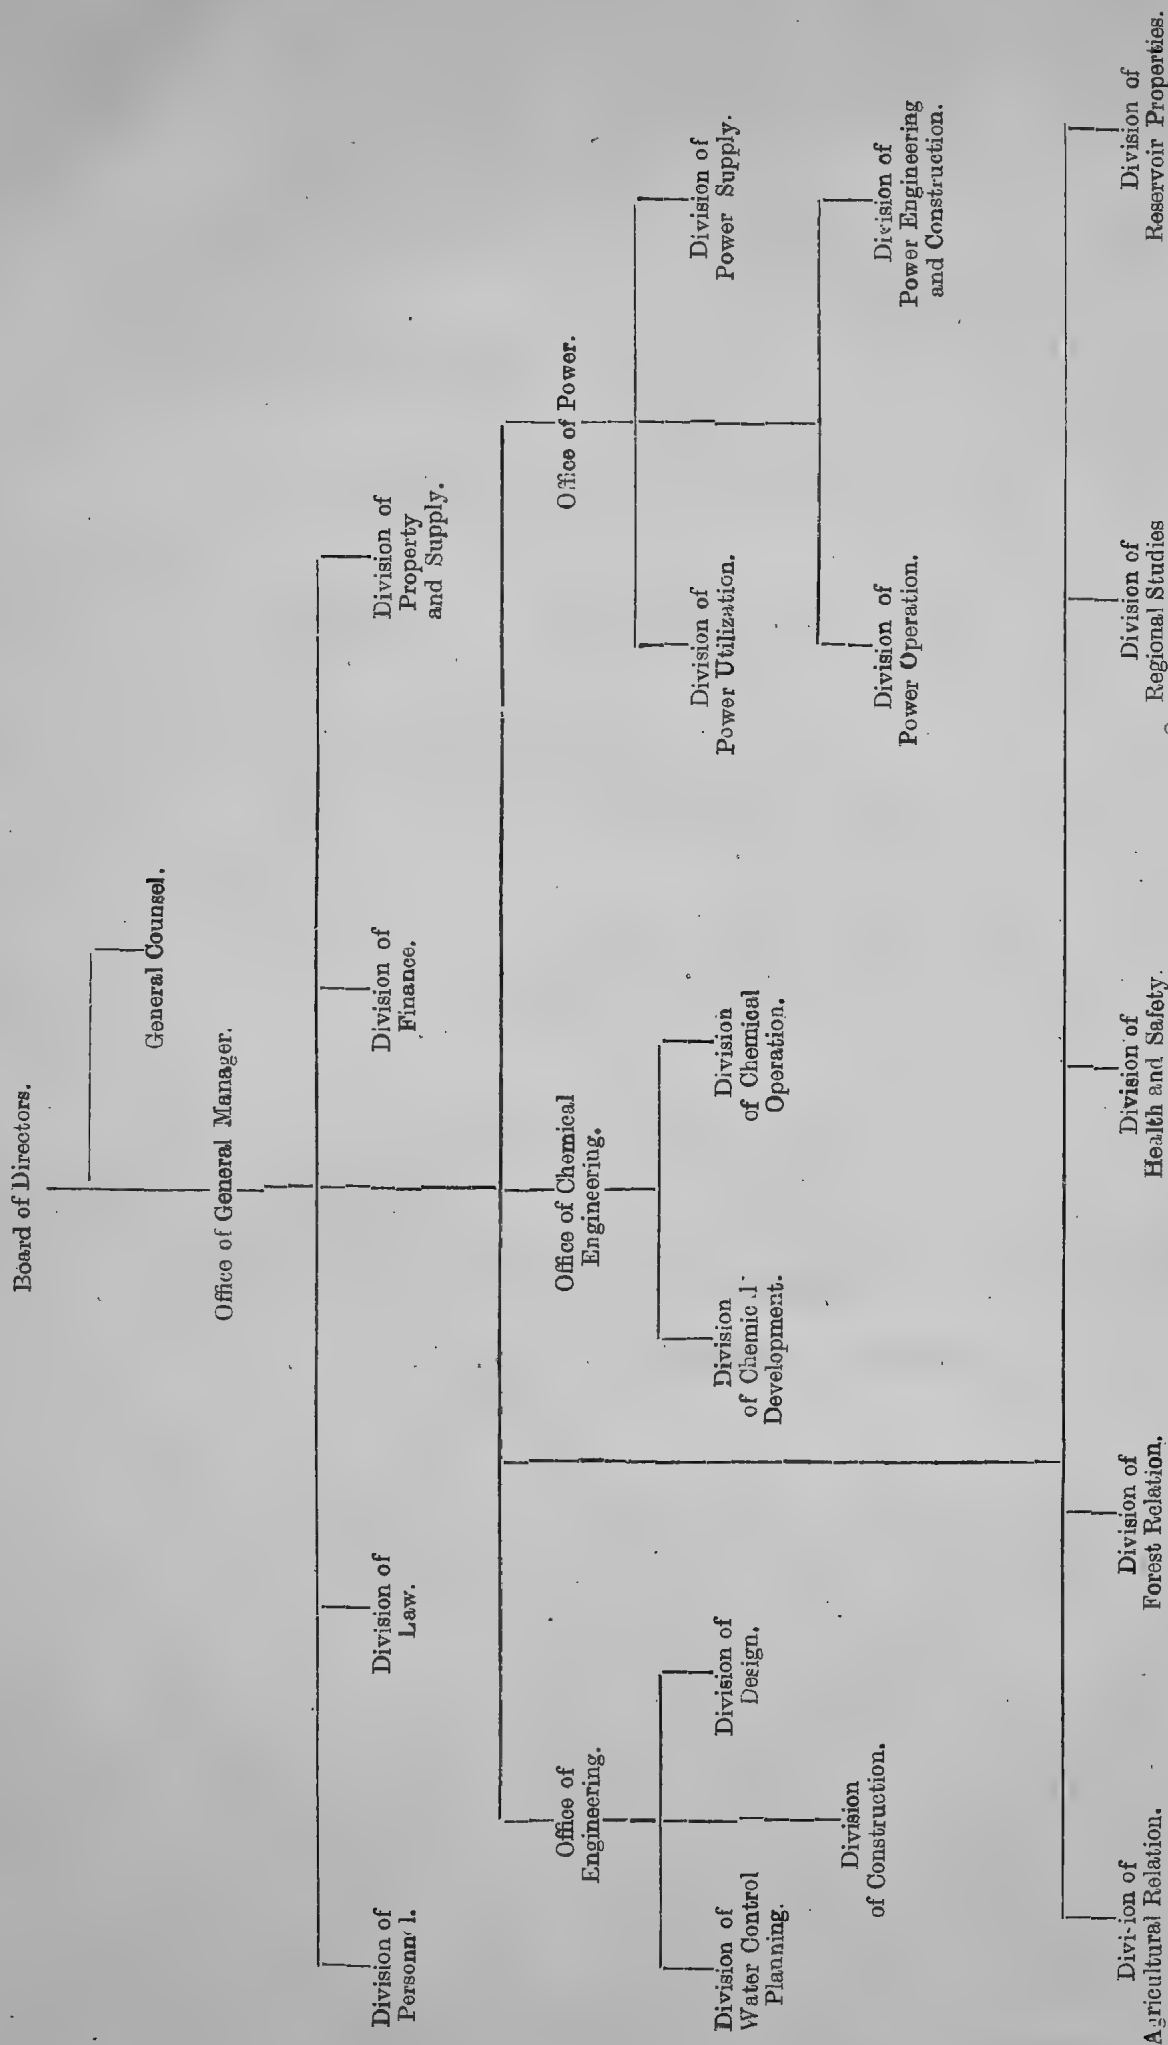 Board of Directors.
General Counsel.
Office of General Manager.
Division of
Personnel.
Division of
Law.
Division of
Finance.
Division of
Property
and Supply.
Office of
Engineering.
Office of Chemical
Engineering.
Office of Power.
Division of
Water Control
Planning.
Division of
Design.
Division
of Construction.
Division
of Chemical
Development.
Division
of Chemical
Operation.
Division of
Power Utilization.
Division of
Power Supply.
Division of
Power Operation.
Division of
Power Engineering
and Construction.
Division of
Agricultural Relation.
Division of
Forest Relation.
Division of
Health and Safety.
Division of
Regional Studies
Division of
Reservoir Properties.